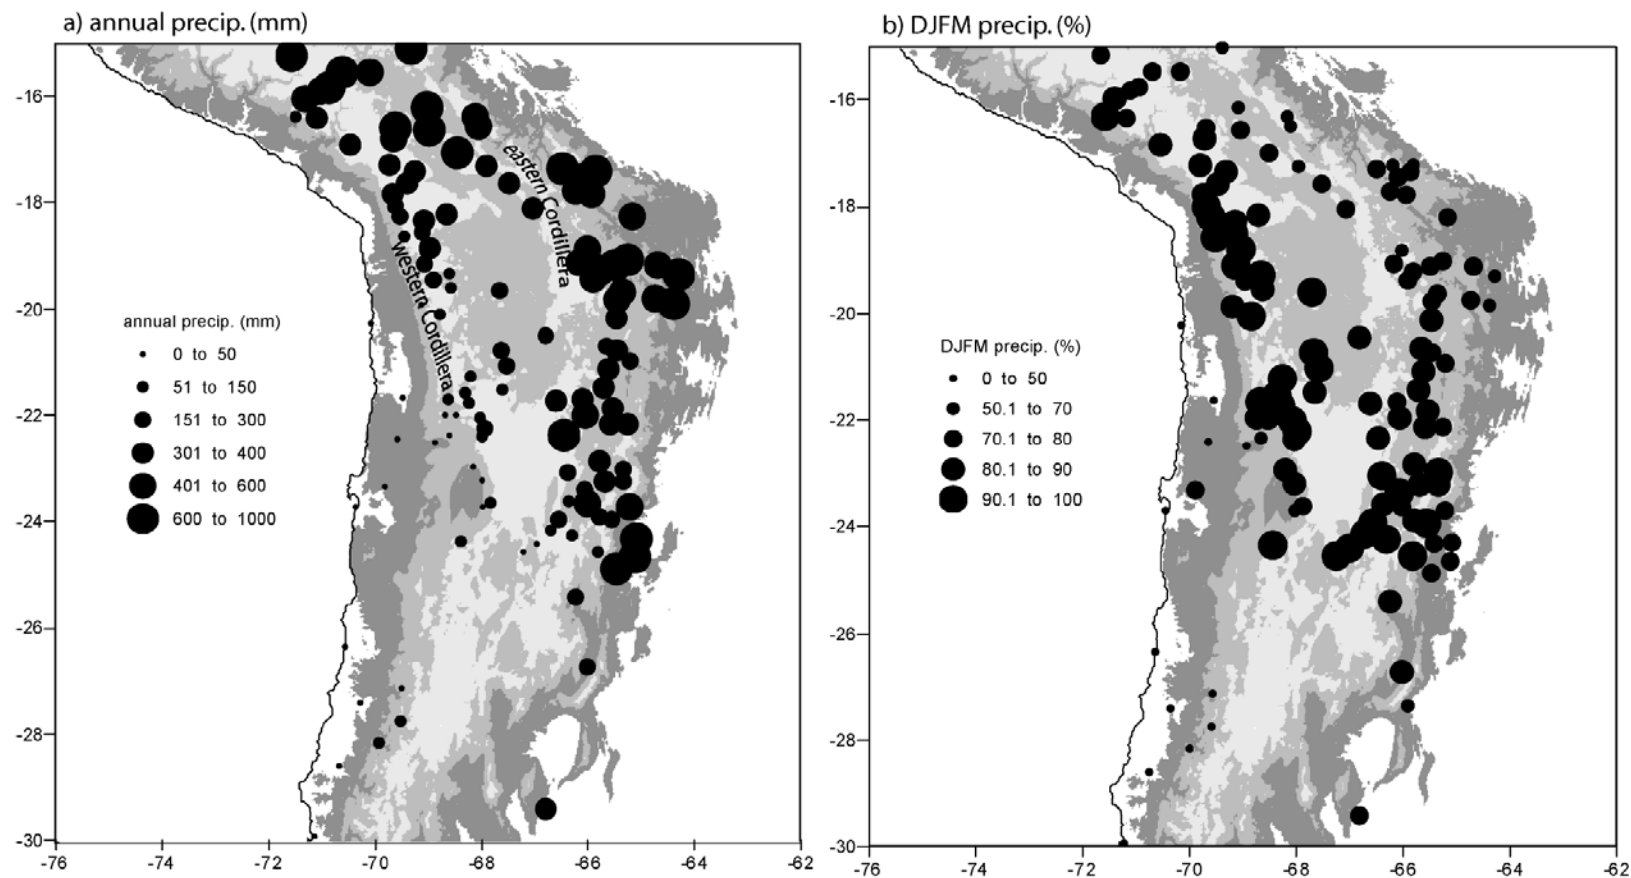 a) annual precip. (mm)
-16
-18
-20
-22
-24
-26
-28
-30
-76
-74
-72
-70
-68
-66
-64
-62
eastern Cordillera
western Cordillera
annual precip. (mm)
0 to 50
51 to 150
151 to 300
301 to 400
401 to 600
600 to 1000
b) DJFM precip. (%)
-16
-18
-20
-22
-24
-26
-28
-30
-76
-74
-72
-70
-68
-66
-64
-62
DJFM precip. (%)
0 to 50
50.1 to 70
70.1 to 80
80.1 to 90
90.1 to 100